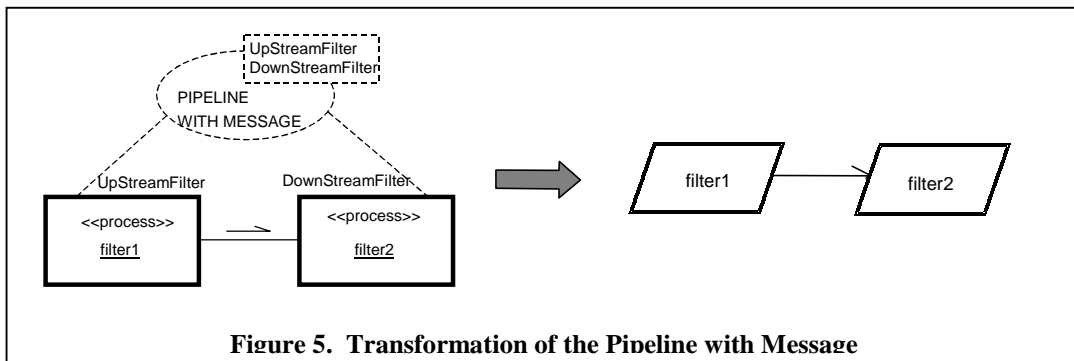 UpStreamFilter
DownStreamFilter
PIPELINE
WITH MESSAGE
UpStreamFilter
DownStreamFilter
<<process>>
filter1
<<process>>
filter2
filter1
filter2
Figure 5. Transformation of the Pipeline with Message